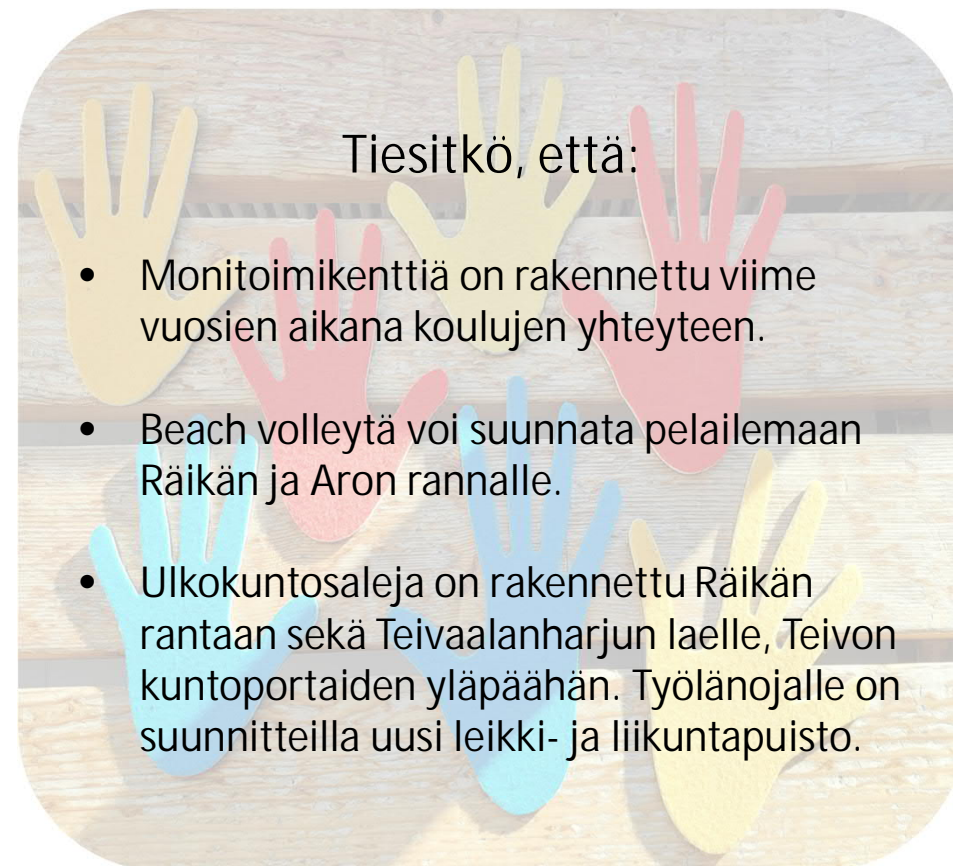 Tiesitkö, että:
• Monitoimikenttiä on rakennettu viime
vuosien aikana koulujen yhteyteen.
• Beach volleytä voi suunnata pelailemaan
Räikän ja Aron rannalle.
• Ulkokuntosaleja on rakennettu Räikän
rantaan sekä Teivaalanharjun laelle, Teivon
kuntoportaiden yläpäähän. Työlänojalle on
suunnitteilla uusi leikki- ja liikuntapuisto.